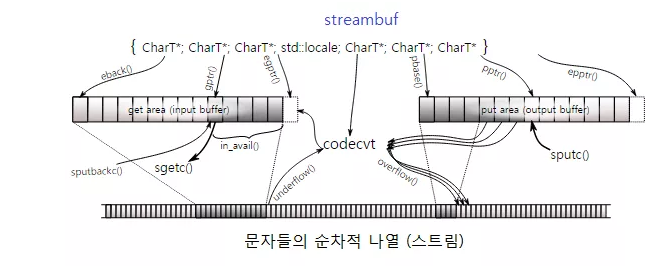 streambuf
{ CharT*; CharT*; CharT*; std::locale; CharT*; CharT*; CharT* }
eback()
gptr()
egptr()
pbase()
pptr()
epptr()
get area (input buffer)
put area (output buffer)
in_avail()
codecvt
sputbackc()
sgetc()
sputc()
underflow()
overflow()
문자들의 순차적 나열 (스트림)